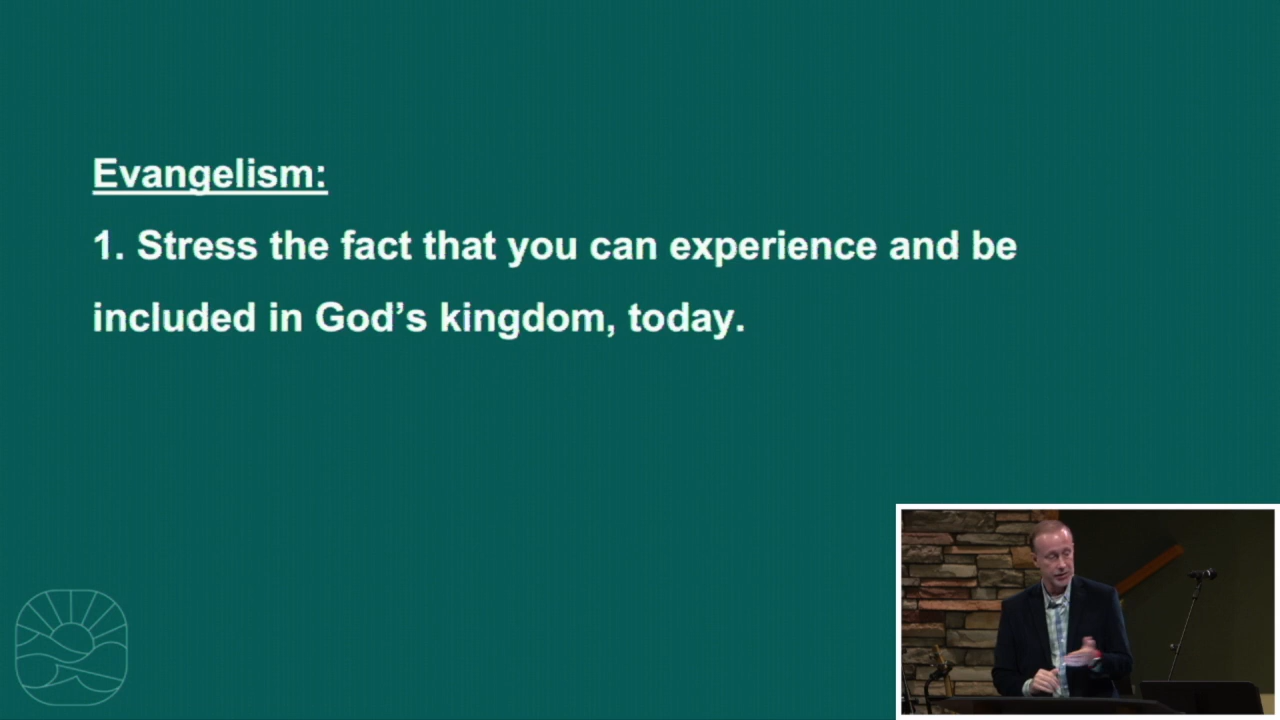 Evangelism:
1. Stress the fact that you can experience and be
included in God’s kingdom, today.